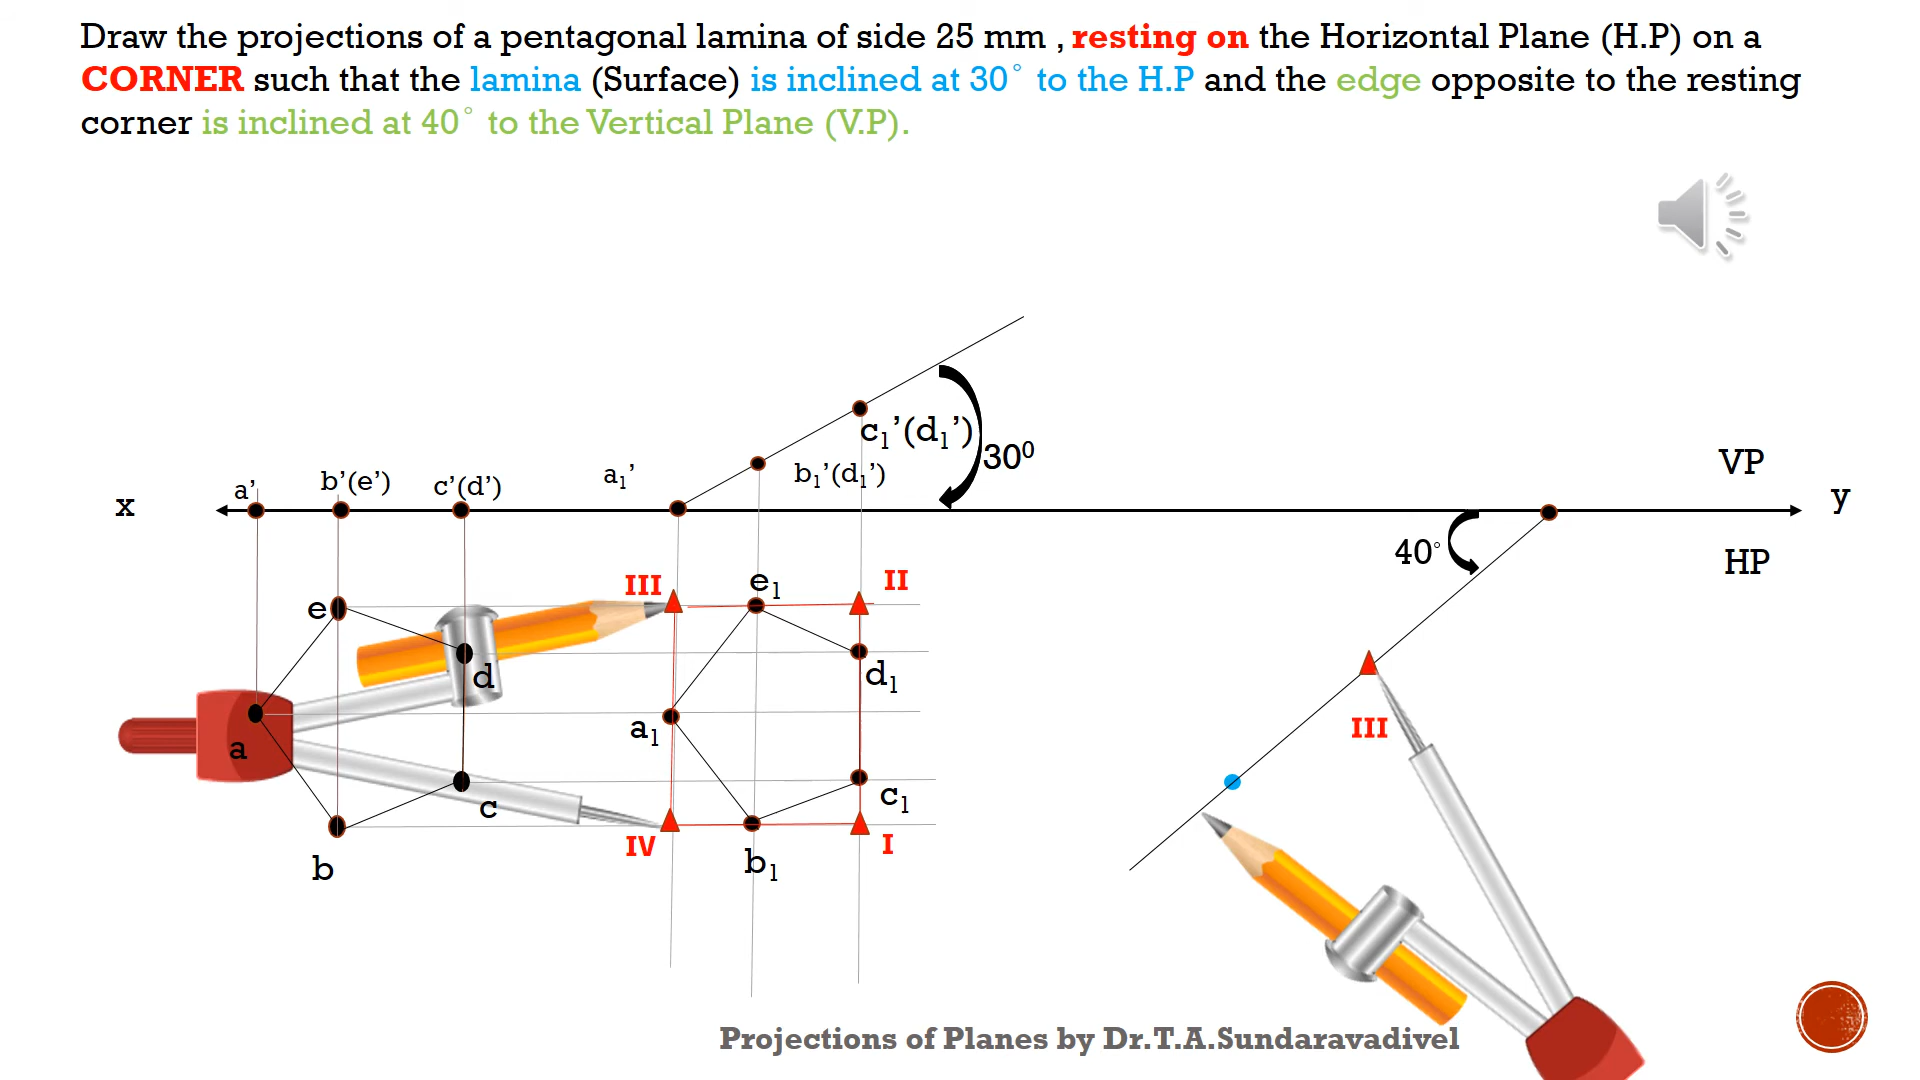 Draw the projections of a pentagonal lamina of side 25 mm , resting on the Horizontal Plane (H.P) on a
CORNER such that the lamina (Surface) is inclined at 30° to the H.P and the edge opposite to the resting
corner is inclined at 40° to the Vertical Plane (V.P).
c₁’(d₁’)
30⁰
VP
a’
b’(e’)
c’(d’)
a₁’
b₁’(d₁’)
x
y
40°
HP
III
e₁
II
e
d
d₁
a
a₁
III
c
c₁
IV
I
b
b₁
Projections of Planes by Dr.T.A.Sundaravadivel